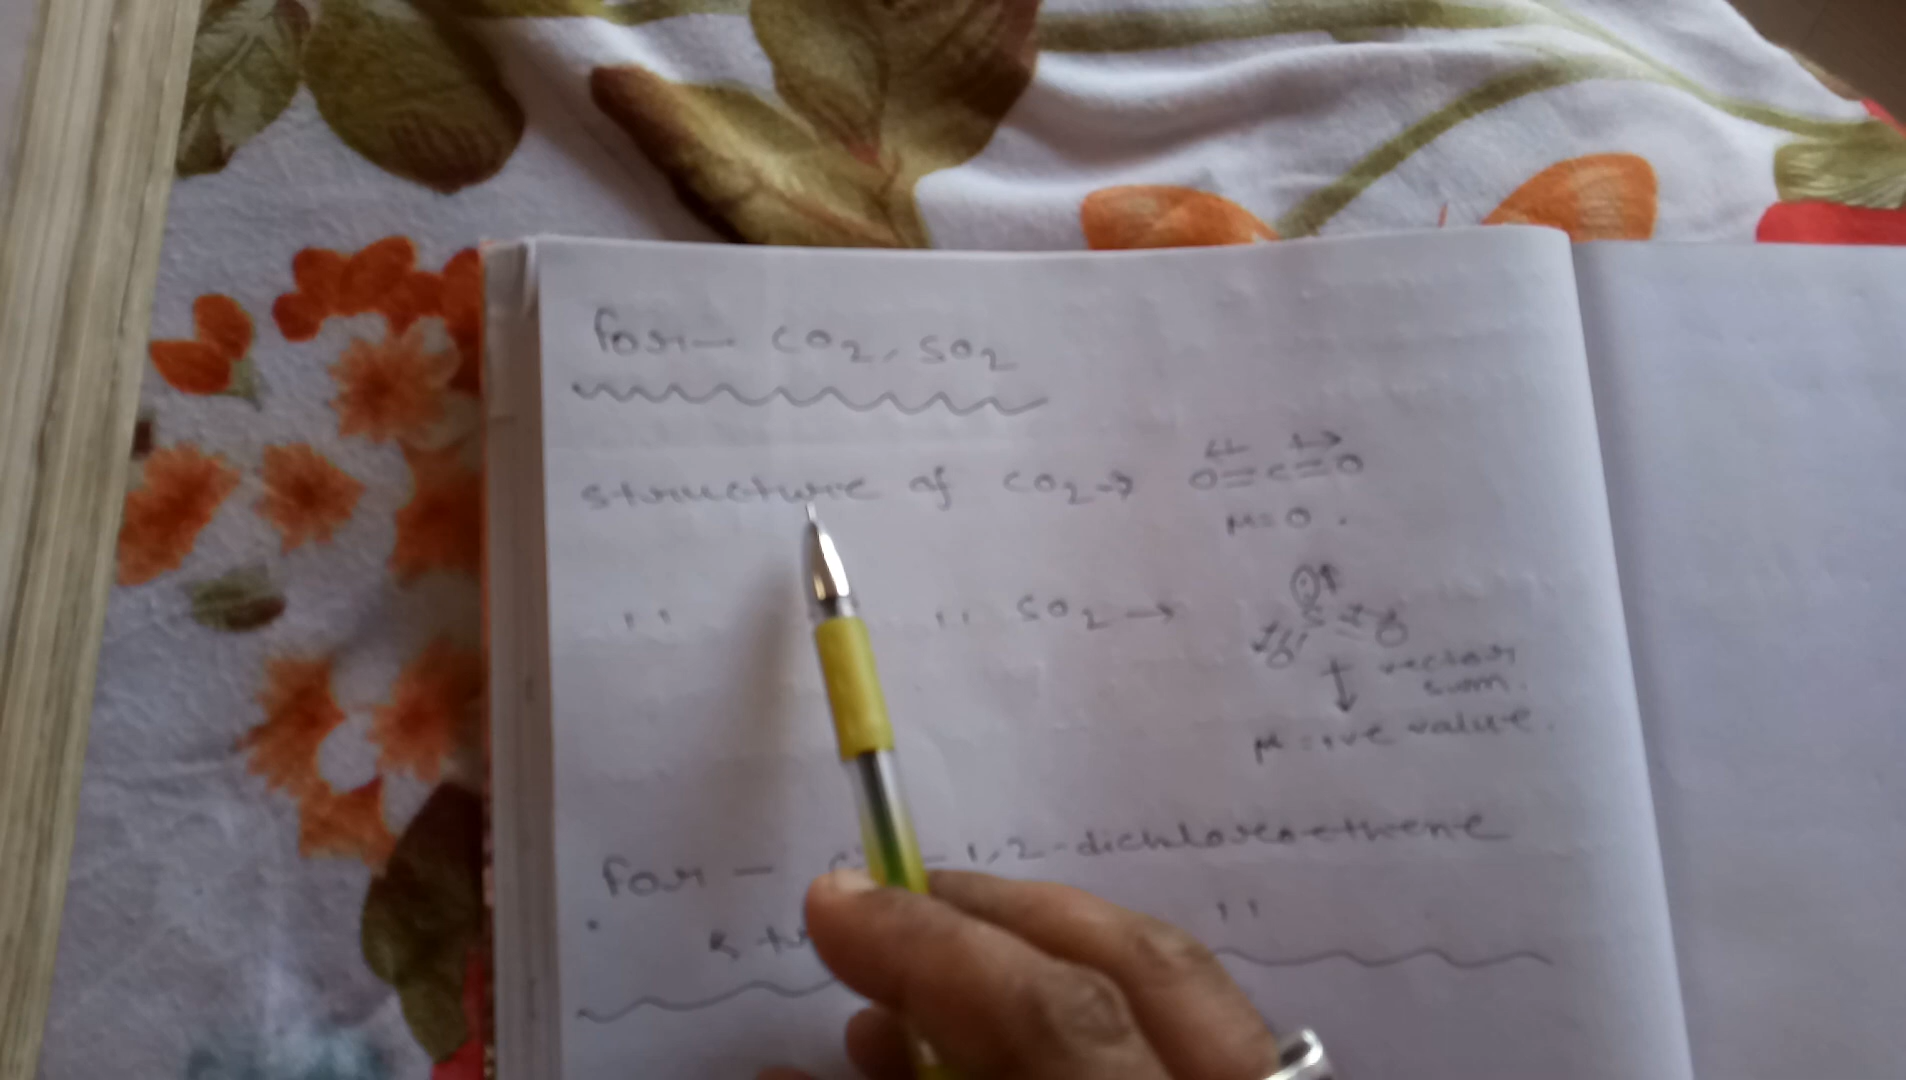 For - CO2, SO2
structure of CO2 → O=C=O
μ=0.
" " SO2 →
vector
sum.
μ=+ve value.
For - 1,2-dichloroethene
" "